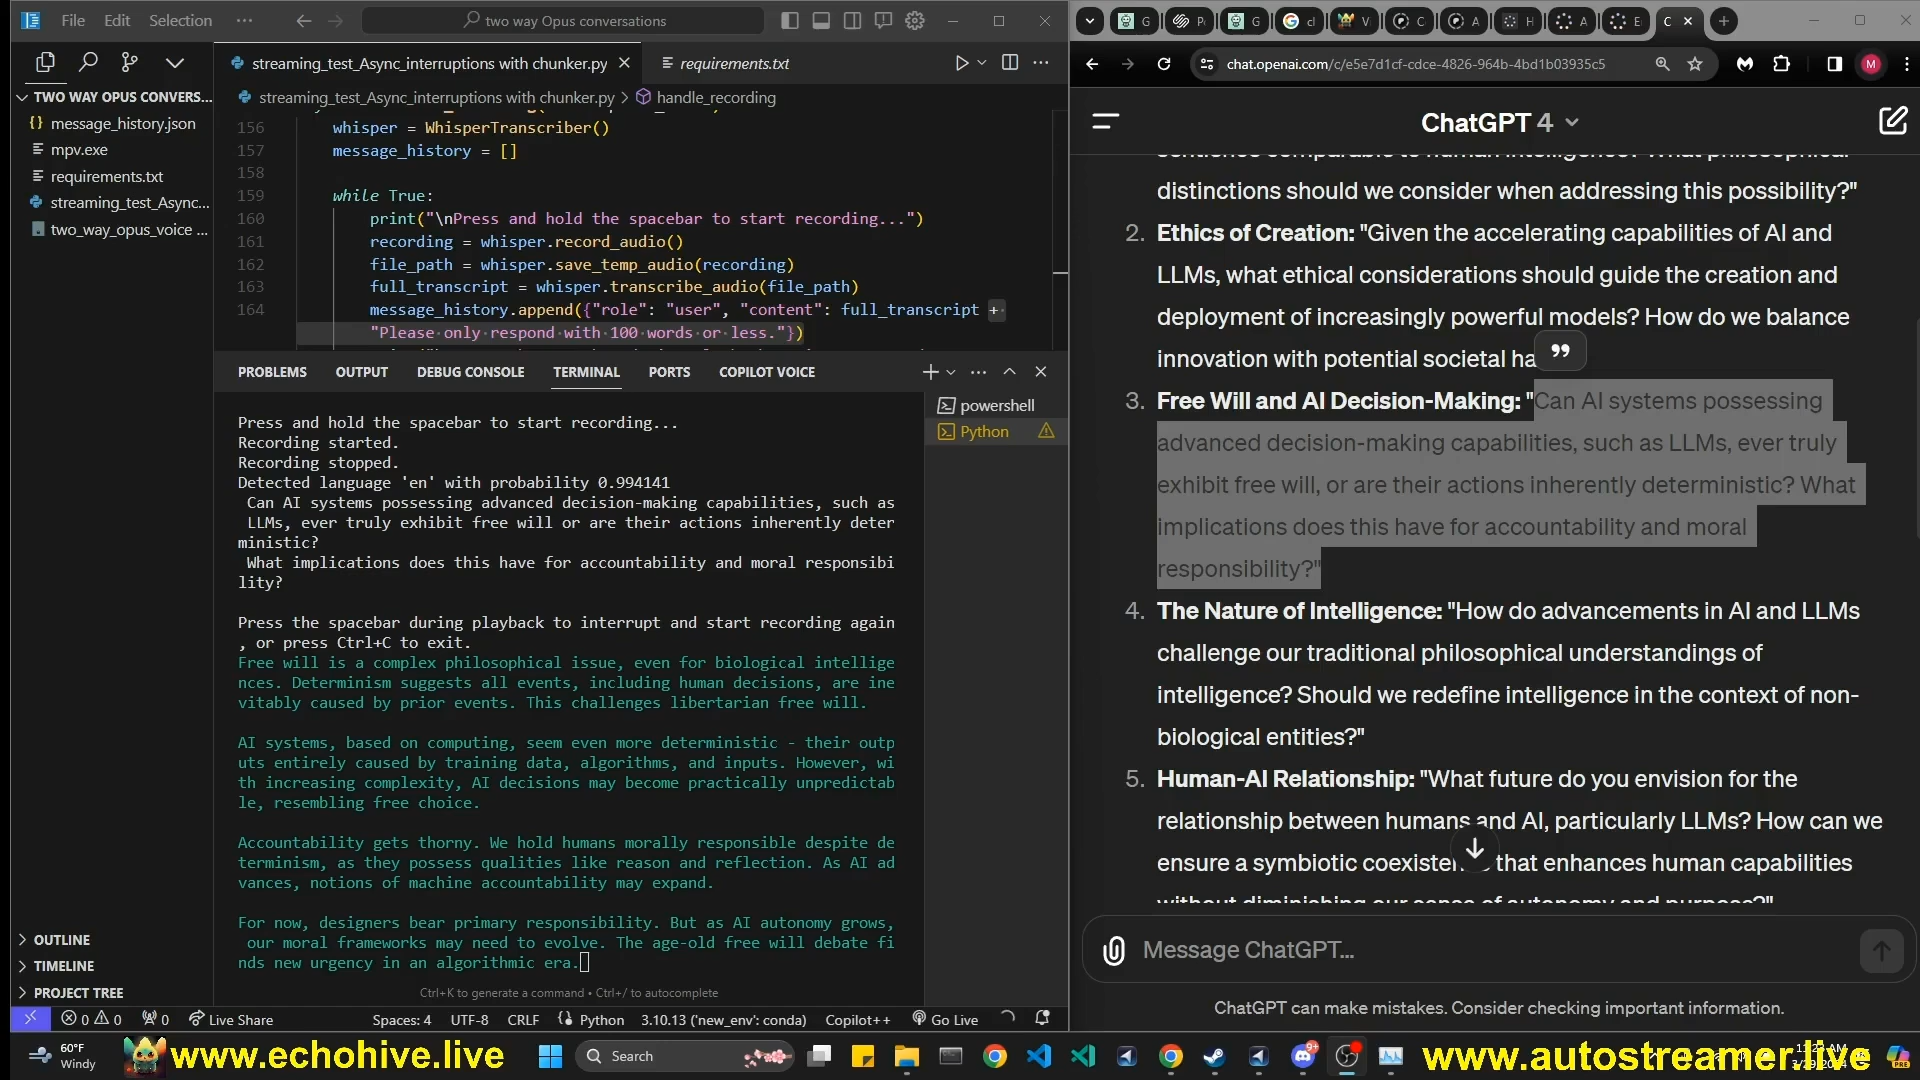 File Edit Selection ···
two way Opus conversations
TWO WAY OPUS CONVERS...
message_history.json
mpv.exe
requirements.txt
streaming_test_Async...
two_way_opus_voice ...
OUTLINE
TIMELINE
PROJECT TREE
streaming_test_Async_interruptions with chunker.py
requirements.txt
streaming_test_Async_interruptions with chunker.py > handle_recording
156 whisper = WhisperTranscriber()
157 message_history = []
158
159 while True:
160 print("\nPress and hold the spacebar to start recording...")
161 recording = whisper.record_audio()
162 file_path = whisper.save_temp_audio(recording)
163 full_transcript = whisper.transcribe_audio(file_path)
164 message_history.append({"role": "user", "content": full_transcript +
"Please only respond with 100 words or less."})
PROBLEMS OUTPUT DEBUG CONSOLE TERMINAL PORTS COPILOT VOICE
powershell
Python
Press and hold the spacebar to start recording...
Recording started.
Recording stopped.
Detected language 'en' with probability 0.994141
Can AI systems possessing advanced decision-making capabilities, such as
LLMs, ever truly exhibit free will or are their actions inherently deter
ministic?
What implications does this have for accountability and moral responsibi
lity?
Press the spacebar during playback to interrupt and start recording again
, or press Ctrl+C to exit.
Free will is a complex philosophical issue, even for biological intellige
nces. Determinism suggests all events, including human decisions, are ine
vitably caused by prior events. This challenges libertarian free will.
AI systems, based on computing, seem even more deterministic - their outp
uts entirely caused by training data, algorithms, and inputs. However, wi
th increasing complexity, AI decisions may become practically unpredictab
le, resembling free choice.
Accountability gets thorny. We hold humans morally responsible despite de
terminism, as they possess qualities like reason and reflection. As AI ad
vances, notions of machine accountability may expand.
For now, designers bear primary responsibility. But as AI autonomy grows,
our moral frameworks may need to evolve. The age-old free will debate fi
nds new urgency in an algorithmic era.
Ctrl+K to generate a command • Ctrl+/ to autocomplete
0 0 0 Live Share Spaces: 4 UTF-8 CRLF Python 3.10.13 ('new_env': conda) Copilot++ Go Live
chat.openai.com/c/e5e7d1cf-cdce-4826-964b-4bd1b03935c5
M
ChatGPT 4
distinctions should we consider when addressing this possibility?"
2. Ethics of Creation: "Given the accelerating capabilities of AI and
LLMs, what ethical considerations should guide the creation and
deployment of increasingly powerful models? How do we balance
innovation with potential societal ha
3. Free Will and AI Decision-Making: "Can AI systems possessing
advanced decision-making capabilities, such as LLMs, ever truly
exhibit free will, or are their actions inherently deterministic? What
implications does this have for accountability and moral
responsibility?"
4. The Nature of Intelligence: "How do advancements in AI and LLMs
challenge our traditional philosophical understandings of
intelligence? Should we redefine intelligence in the context of non-
biological entities?"
5. Human-AI Relationship: "What future do you envision for the
relationship between humans and AI, particularly LLMs? How can we
ensure a symbiotic coexisten that enhances human capabilities
Message ChatGPT...
ChatGPT can make mistakes. Consider checking important information.
60°F
Windy
www.echohive.live
Search
www.autostreamer.live